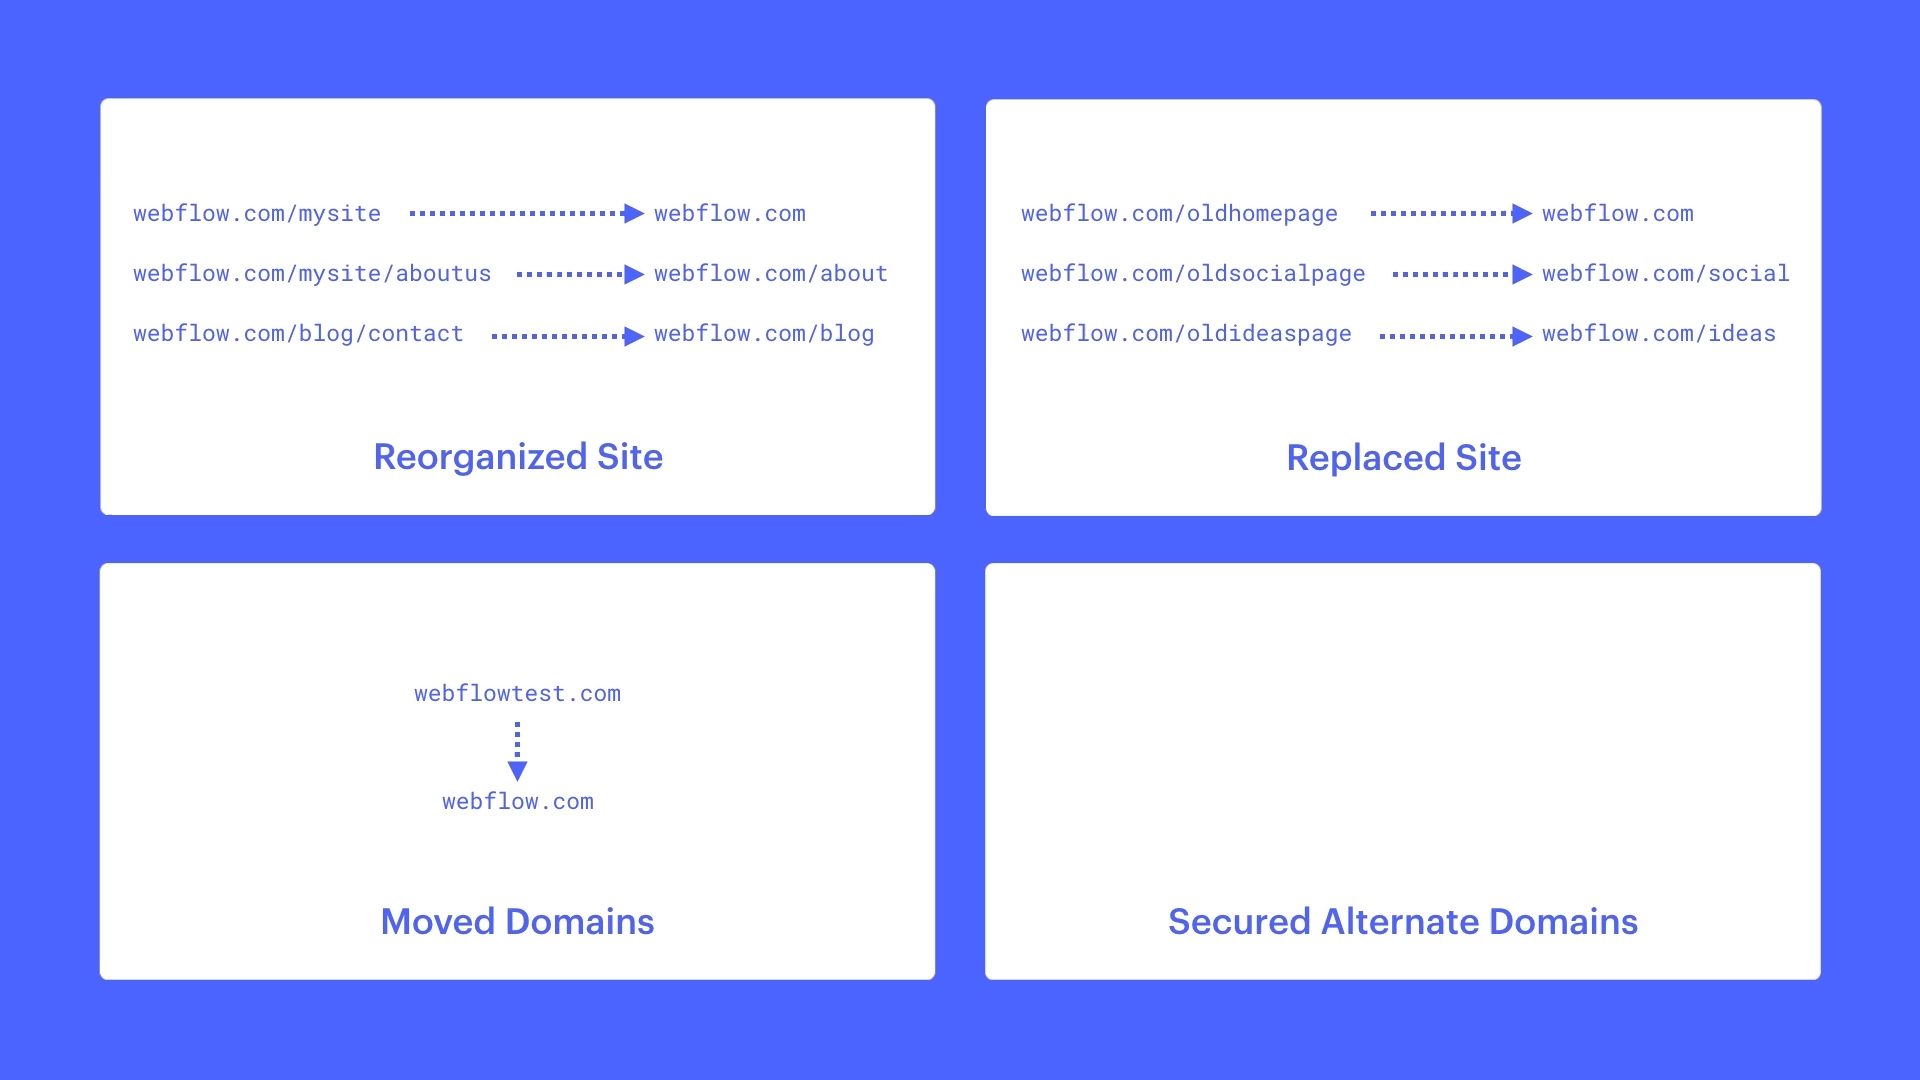 webflow.com/mysite webflow.com
webflow.com/mysite/aboutus webflow.com/about
webflow.com/blog/contact webflow.com/blog
Reorganized Site
webflow.com/oldhomepage webflow.com
webflow.com/oldsocialpage webflow.com/social
webflow.com/oldideaspage webflow.com/ideas
Replaced Site
webflowtest.com
webflow.com
Moved Domains
Secured Alternate Domains